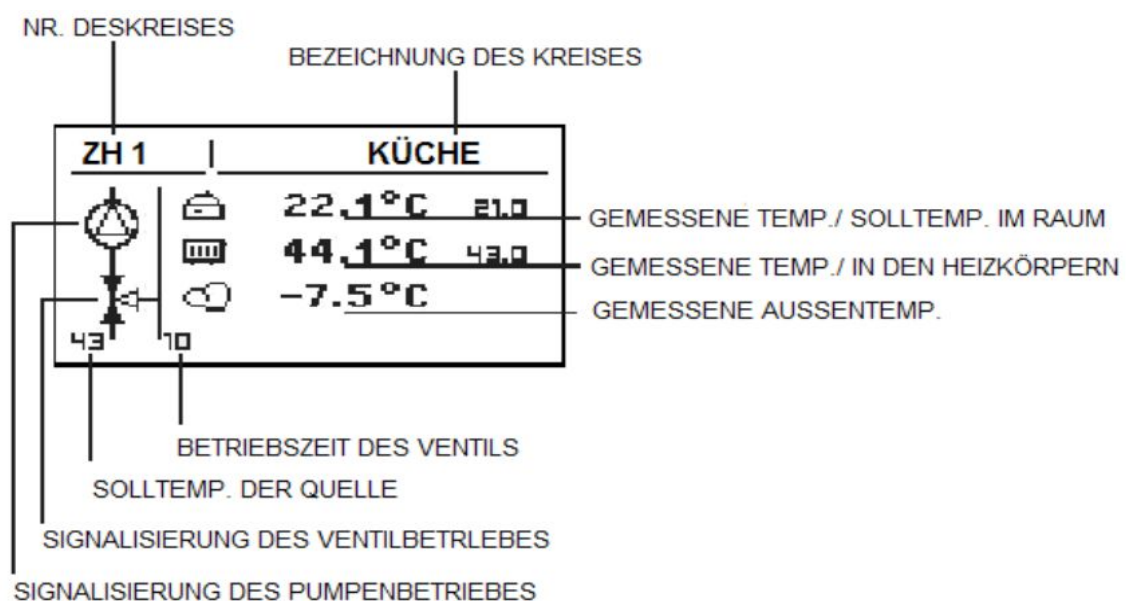 NR. DESKREISES
BEZEICHNUNG DES KREISES
ZH 1 KÜCHE
22.1°C 21.0
GEMESSENE TEMP./ SOLLTEMP. IM RAUM
44.1°C 43.0
GEMESSENE TEMP./ IN DEN HEIZKÖRPERN
-7.5°C
GEMESSENE AUSSENTEMP.
43 10
BETRIEBSZEIT DES VENTILS
SOLLTEMP. DER QUELLE
SIGNALISIERUNG DES VENTILBETRLEBES
SIGNALISIERUNG DES PUMPENBETRIEBES